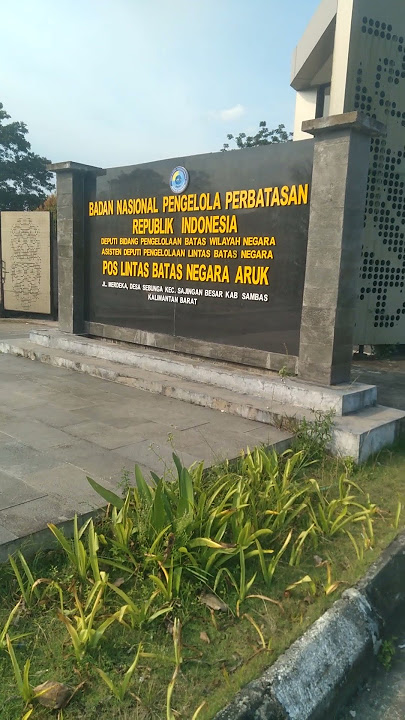 BADAN NASIONAL PENGELOLA PERBATASAN
REPUBLIK INDONESIA
DEPUTI BIDANG PENGELOLAAN BATAS WILAYAH NEGARA
ASISTEN DEPUTI PENGELOLAAN LINTAS BATAS NEGARA
POS LINTAS BATAS NEGARA ARUK
JL. MERDEKA, DESA SEBUNGA KEC. SAJINGAN BESAR KAB SAMBAS
KALIMANTAN BARAT